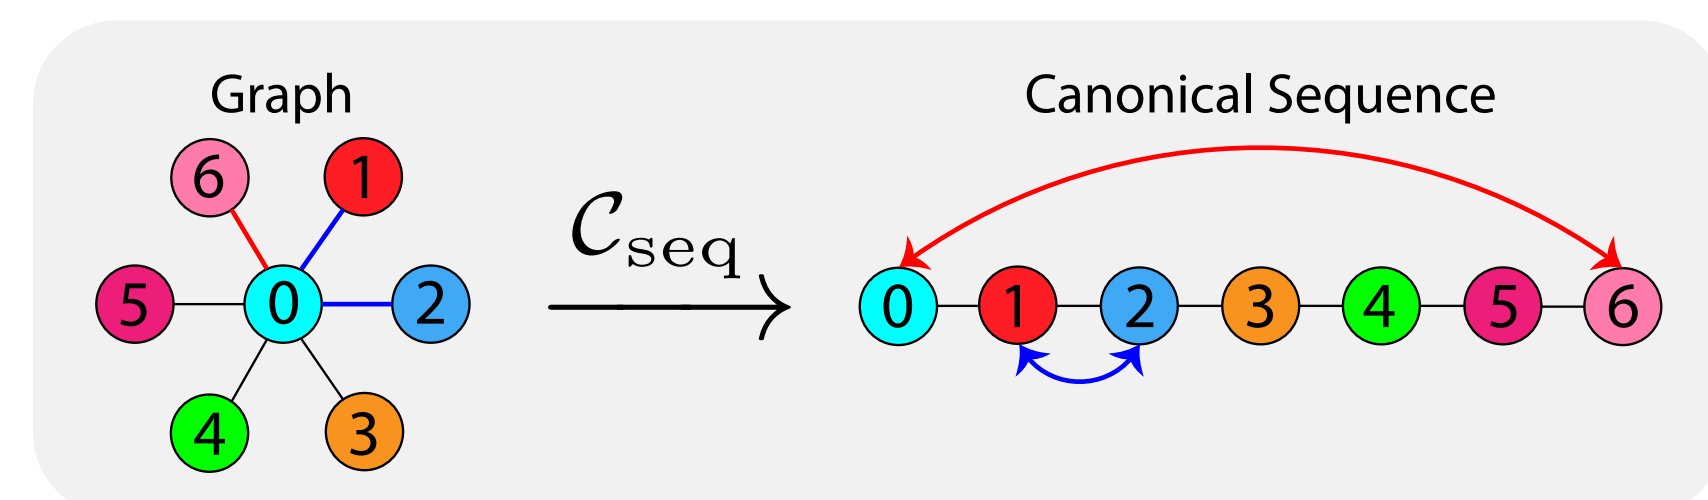 Graph
Canonical Sequence
6 1
5 0 2
4 3
𝒞seq
0 1 2 3 4 5 6